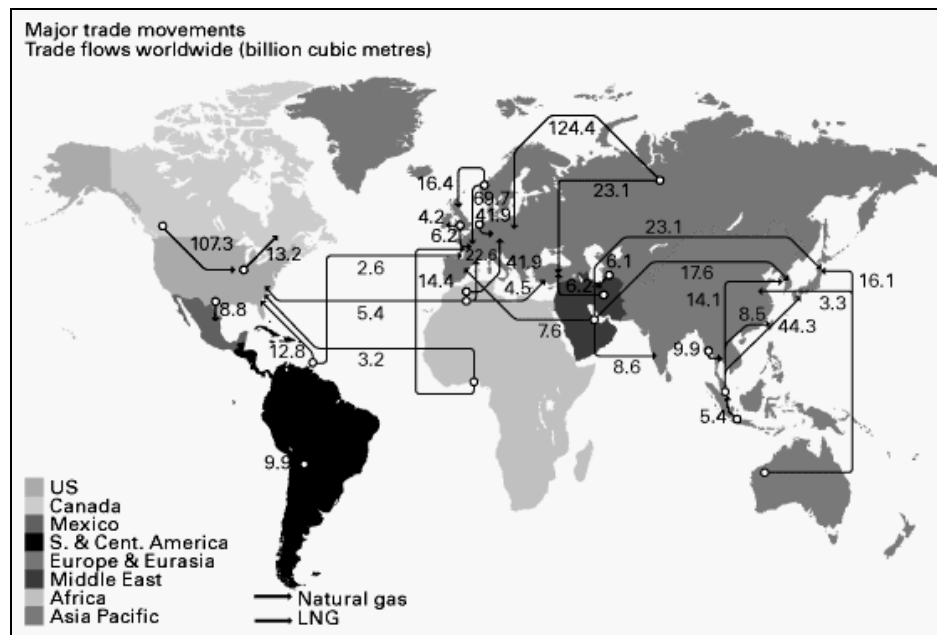 Major trade movements
Trade flows worldwide (billion cubic metres)
124.4
16.4
69.7
23.1
4.2
41.9
6.2
23.1
107.3
13.2
2.6
22.6
41.9
6.1
17.6
16.1
14.4
4.5
6.2
14.1
3.3
8.8
5.4
7.6
8.5
44.3
12.8
3.2
8.6
9.9
5.4
9.9
US
Canada
Mexico
S. & Cent. America
Europe & Eurasia
Middle East
Africa
Asia Pacific
Natural gas
LNG